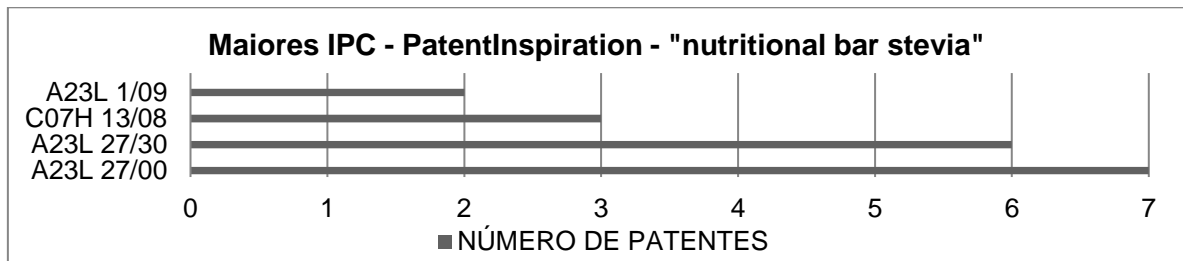 Maiores IPC - PatentInspiration - "nutritional bar stevia"
A23L 1/09
C07H 13/08
A23L 27/30
A23L 27/00
0 1 2 3 4 5 6 7
NÚMERO DE PATENTES